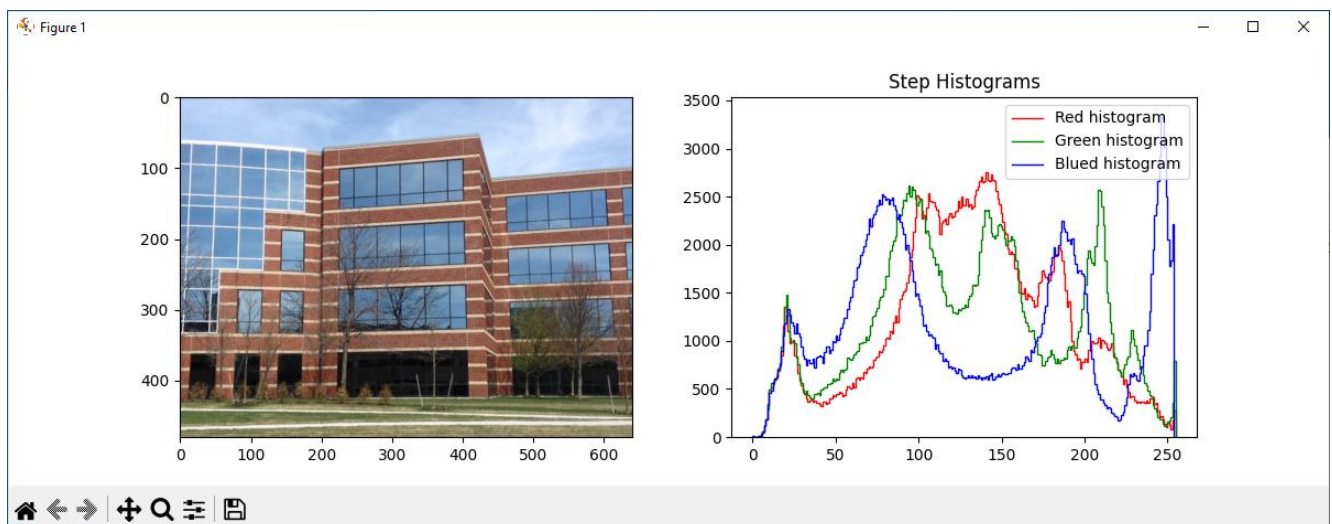 Figure 1
Step Histograms
0
100
200
300
400
0 100 200 300 400 500 600
3500
3000
2500
2000
1500
1000
500
0
0 50 100 150 200 250
Red histogram
Green histogram
Blued histogram